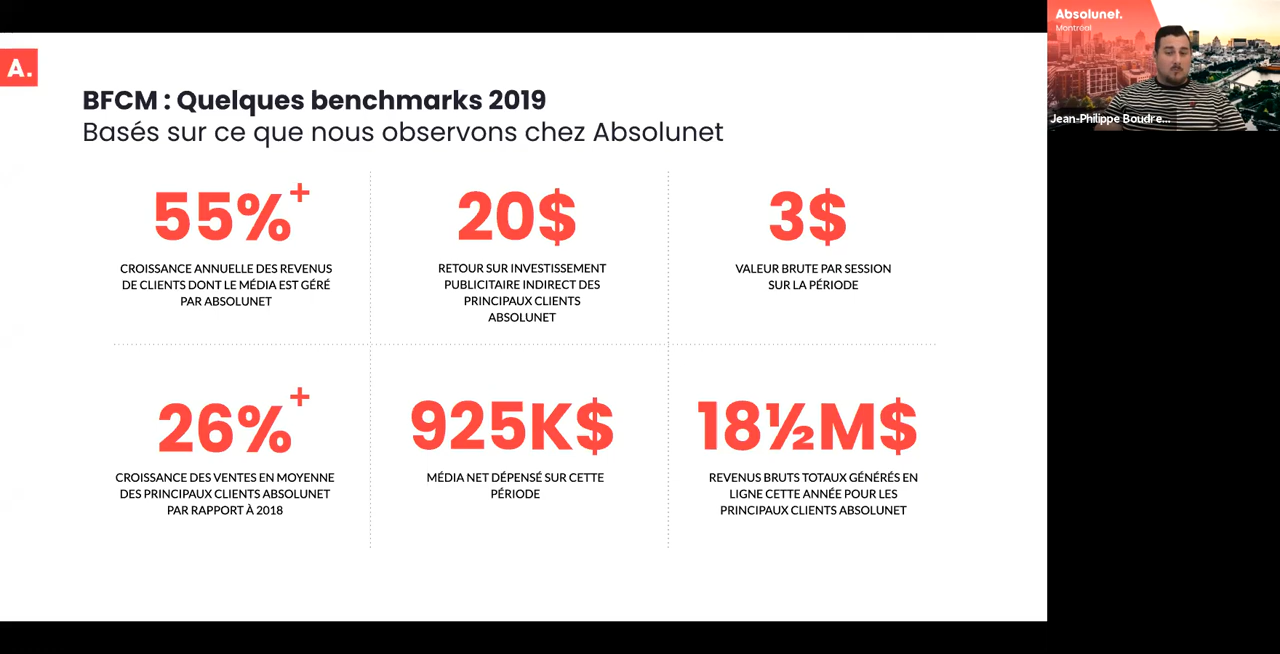 A.
BFCM : Quelques benchmarks 2019
Basés sur ce que nous observons chez Absolunet
55%+
CROISSANCE ANNUELLE DES REVENUS
DE CLIENTS DONT LE MÉDIA EST GÉRÉ
PAR ABSOLUNET
20$
RETOUR SUR INVESTISSEMENT
PUBLICITAIRE INDIRECT DES
PRINCIPAUX CLIENTS
ABSOLUNET
3$
VALEUR BRUTE PAR SESSION
SUR LA PÉRIODE
26%+
CROISSANCE DES VENTES EN MOYENNE
DES PRINCIPAUX CLIENTS ABSOLUNET
PAR RAPPORT À 2018
925K$
MÉDIA NET DÉPENSÉ SUR CETTE
PÉRIODE
18½M$
REVENUS BRUTS TOTAUX GÉNÉRÉS EN
LIGNE CETTE ANNÉE POUR LES
PRINCIPAUX CLIENTS ABSOLUNET
Absolunet.
Montréal
Jean-Philippe Boudre...